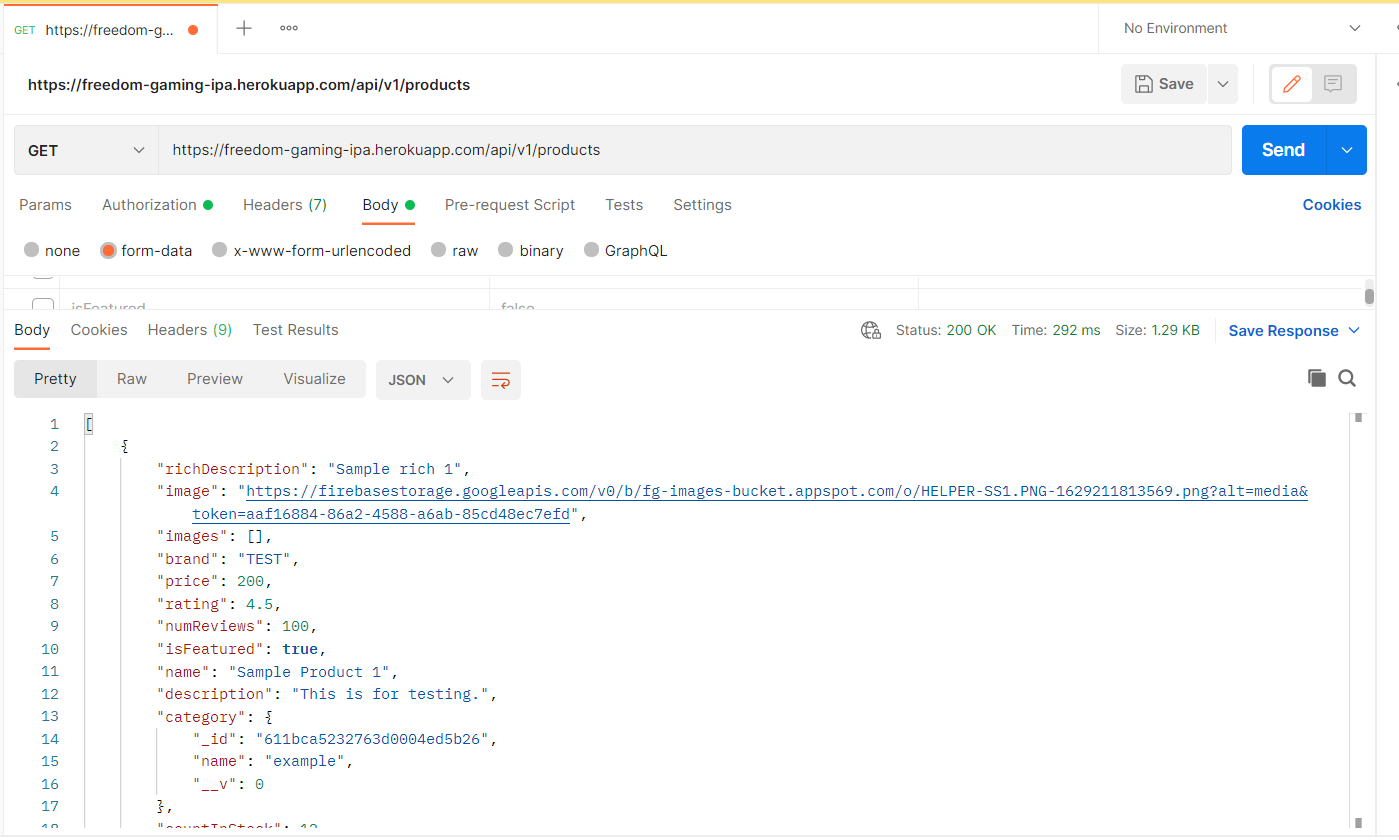 GET https://freedom-g... No Environment
https://freedom-gaming-ipa.herokuapp.com/api/v1/products Save
GET https://freedom-gaming-ipa.herokuapp.com/api/v1/products Send
Params Authorization Headers (7) Body Pre-request Script Tests Settings Cookies
none form-data x-www-form-urlencoded raw binary GraphQL
isFeatured false
Body Cookies Headers (9) Test Results Status: 200 OK Time: 292 ms Size: 1.29 KB Save Response
Pretty Raw Preview Visualize JSON
1 [
2 {
3 "richDescription": "Sample rich 1",
4 "image": "https://firebasestorage.googleapis.com/v0/b/fg-images-bucket.appspot.com/o/HELPER-SS1.PNG-1629211813569.png?alt=media&
token=aaf16884-86a2-4588-a6ab-85cd48ec7efd",
5 "images": [],
6 "brand": "TEST",
7 "price": 200,
8 "rating": 4.5,
9 "numReviews": 100,
10 "isFeatured": true,
11 "name": "Sample Product 1",
12 "description": "This is for testing.",
13 "category": {
14 "_id": "611bca5232763d0004ed5b26",
15 "name": "example",
16 "__v": 0
17 },
18 "countInStock": 12